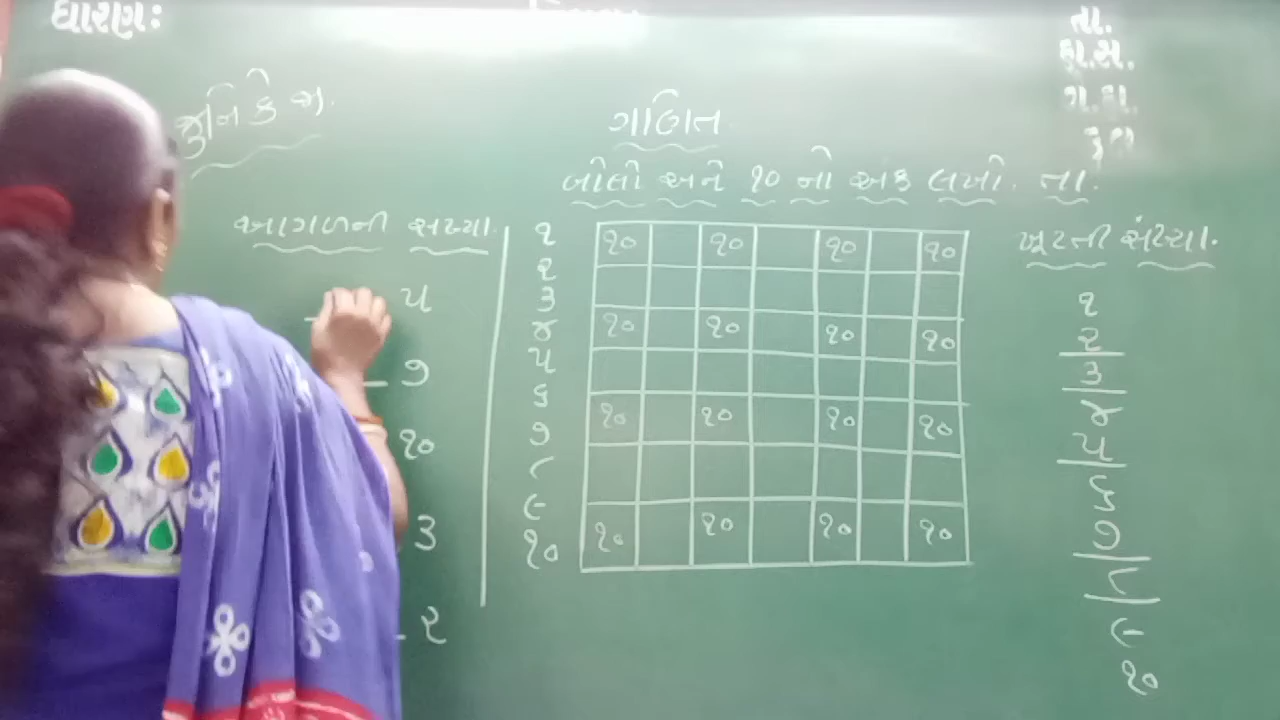 ધોરણઃ
તા.
જુનિ કે જી.
ગણિત
બોલો અને ૧૦ નો અંક લખો. તા.
આગળની સંખ્યા.
ખૂટતી સંખ્યા.
_ ૫
_ ૭
૧૦
૩
_ ૨
૧
૨
૩
૪
૫
૬
૭
૮
૯
૧૦
૧૦ ૧૦ ૧૦ ૧૦
૧૦ ૧૦ ૧૦ ૧૦
૧૦ ૧૦ ૧૦ ૧૦
૧૦ ૧૦ ૧૦ ૧૦
૧
૨
૩
૪
૫
૬
૭
૮
૯
૧૦